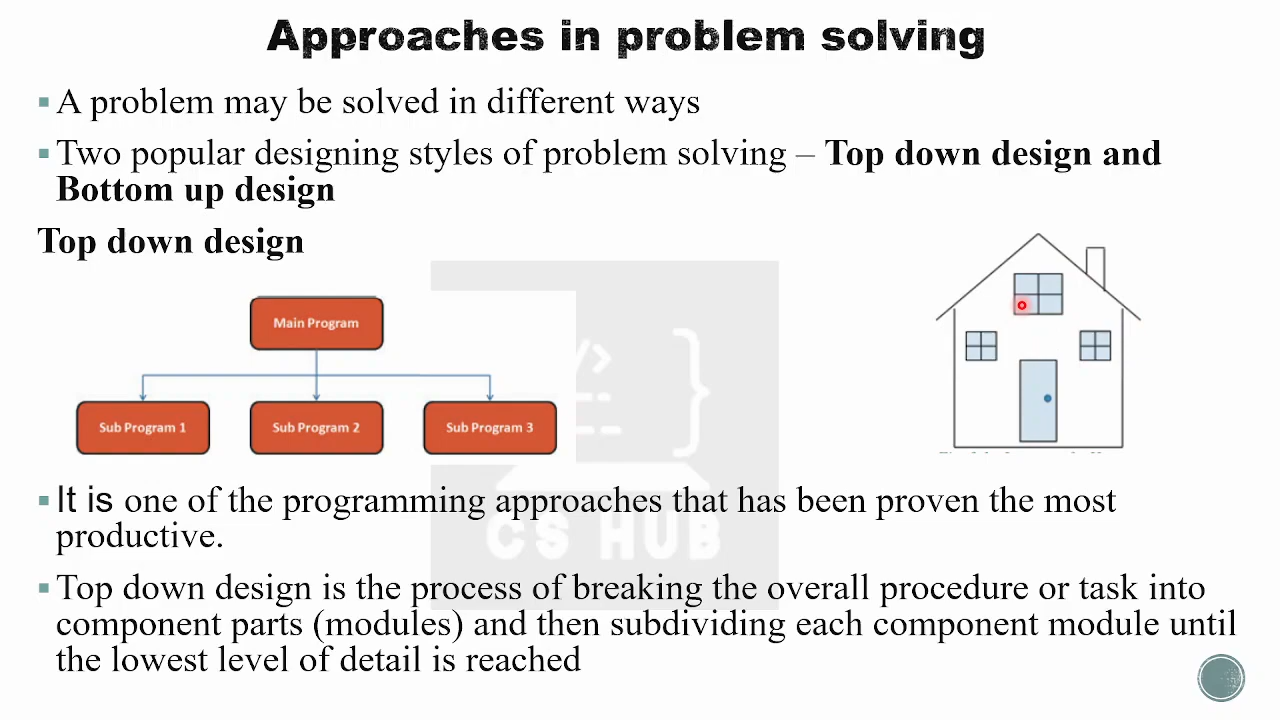 Approaches in problem solving
A problem may be solved in different ways
Two popular designing styles of problem solving – Top down design and
Bottom up design
Top down design
Main Program
Sub Program 1
Sub Program 2
Sub Program 3
</>
CS HUB
It is one of the programming approaches that has been proven the most
productive.
Top down design is the process of breaking the overall procedure or task into
component parts (modules) and then subdividing each component module until
the lowest level of detail is reached